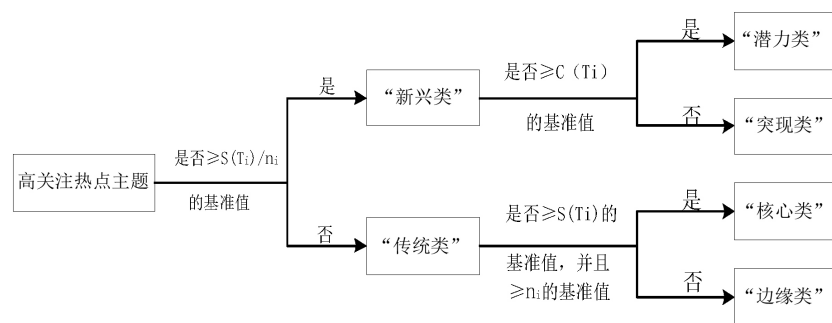 高关注热点主题
是否≥S(Ti)/ni
的基准值
是
否
“新兴类”
“传统类”
是否≥C（Ti）
的基准值
是
否
“潜力类”
“突现类”
是否≥S(Ti)的
基准值，并且
≥ni的基准值
是
否
“核心类”
“边缘类”